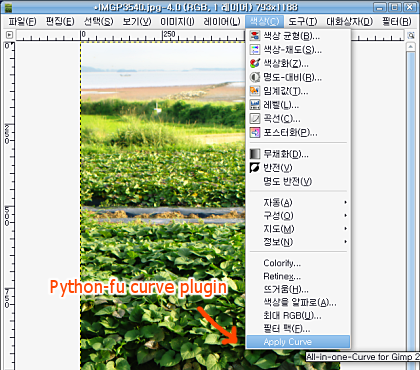 *IMGP3540.jpg-4.0 (RGB, 1 레이어) 793x1188
파일(F) 편집(E) 선택(S) 보기(V) 이미지(I) 레이어(L) 색상(C) 도구(T) 대화상자(D) 필터(R)
0 250
색상 균형(B)...
색상-채도(S)...
색상화(Z)...
명도-대비(R)...
임계값(T)...
레벨(L)...
곡선(C)...
포스터화(P)...
무채화(D)...
반전(V)
명도 반전(V)
자동(A)
구성(O)
지도(M)
정보(N)
Colorify...
Retinex...
뜨거움(H)...
색상을 알파로(A)...
최대 RGB(U)...
필터 팩(F)...
Apply Curve
All-in-one-Curve for Gimp 2
Python-fu curve plugin